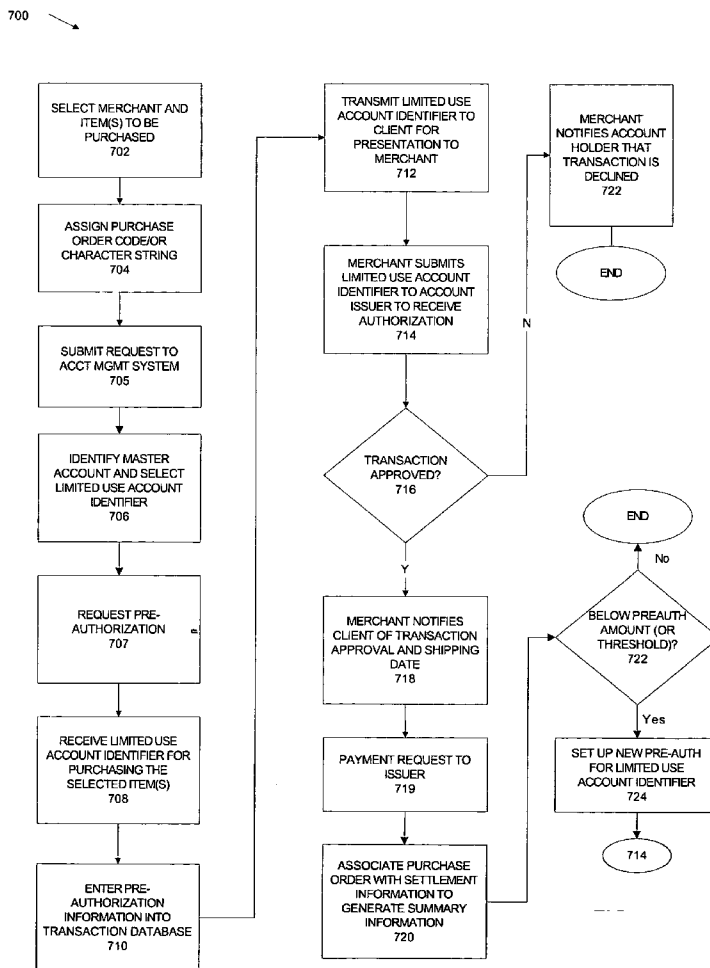 700
SELECT MERCHANT AND
ITEM(S) TO BE
PURCHASED
702
ASSIGN PURCHASE
ORDER CODE/OR
CHARACTER STRING
704
SUBMIT REQUEST TO
ACCT MGMT SYSTEM
705
IDENTIFY MASTER
ACCOUNT AND SELECT
LIMITED USE ACCOUNT
IDENTIFIER
706
REQUEST PRE-
AUTHORIZATION
707
RECEIVE LIMITED USE
ACCOUNT IDENTIFIER FOR
PURCHASING THE
SELECTED ITEM(S)
708
ENTER PRE-
AUTHORIZATION
INFORMATION INTO
TRANSACTION DATABASE
710
TRANSMIT LIMITED USE
ACCOUNT IDENTIFIER TO
CLIENT FOR
PRESENTATION TO
MERCHANT
712
MERCHANT SUBMITS
LIMITED USE ACCOUNT
IDENTIFIER TO ACCOUNT
ISSUER TO RECEIVE
AUTHORIZATION
714
TRANSACTION
APPROVED?
716
N
Y
MERCHANT NOTIFIES
CLIENT OF TRANSACTION
APPROVAL AND SHIPPING
DATE
718
PAYMENT REQUEST TO
ISSUER
719
ASSOCIATE PURCHASE
ORDER WITH SETTLEMENT
INFORMATION TO
GENERATE SUMMARY
INFORMATION
720
MERCHANT
NOTIFIES ACCOUNT
HOLDER THAT
TRANSACTION IS
DECLINED
722
END
END
No
BELOW PREAUTH
AMOUNT (OR
THRESHOLD)?
722
Yes
SET UP NEW PRE-AUTH
FOR LIMITED USE
ACCOUNT IDENTIFIER
724
714